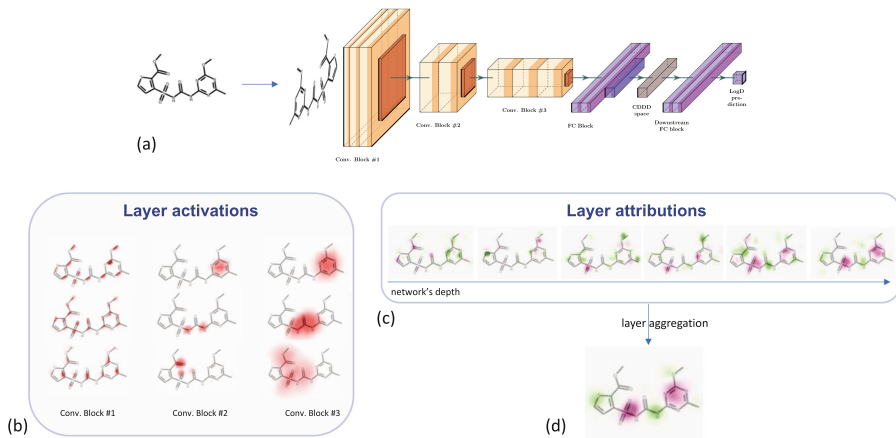 (a)
Conv. Block #1
Conv. Block #2
Conv. Block #3
FC Block
CDDD
space
Downstream
FC block
LogD
pre-
diction
Layer activations
Conv. Block #1
Conv. Block #2
Conv. Block #3
(b)
Layer attributions
network's depth
(c)
layer aggregation
(d)